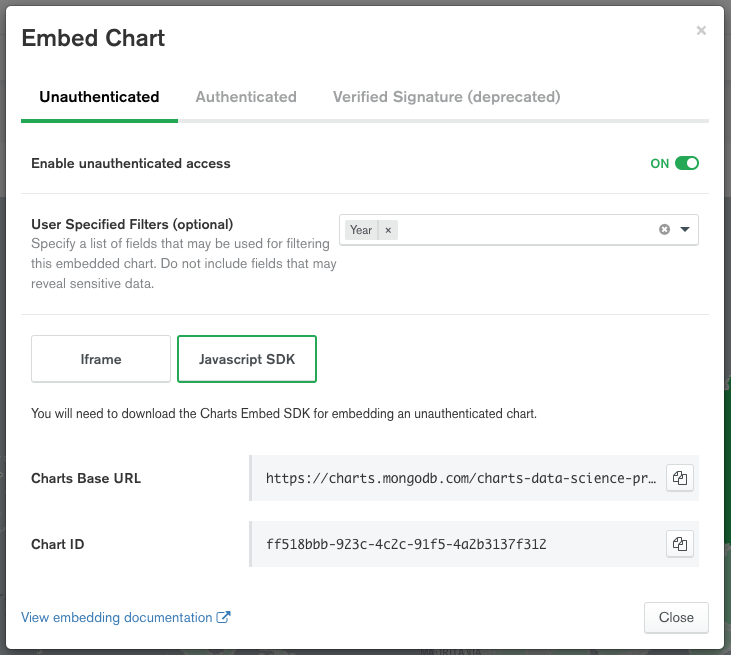 Embed Chart
×
Unauthenticated Authenticated Verified Signature (deprecated)
Enable unauthenticated access ON
User Specified Filters (optional)
Year ×
Specify a list of fields that may be used for filtering
this embedded chart. Do not include fields that may
reveal sensitive data.
Iframe Javascript SDK
You will need to download the Charts Embed SDK for embedding an unauthenticated chart.
Charts Base URL https://charts.mongodb.com/charts-data-science-pr…
Chart ID ff518bbb-923c-4c2c-91f5-4a2b3137f312
View embedding documentation Close